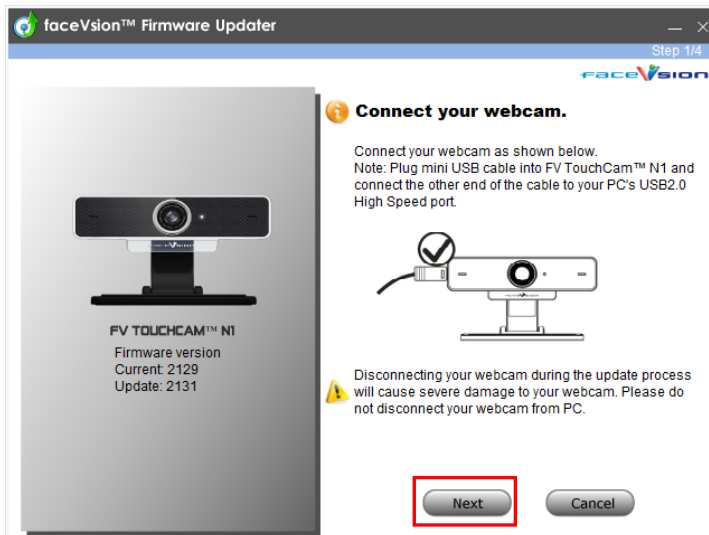 faceVsion™ Firmware Updater
Step 1/4
faceVsion
Connect your webcam.
Connect your webcam as shown below.
Note: Plug mini USB cable into FV TouchCam™ N1 and
connect the other end of the cable to your PC's USB2.0
High Speed port.
faceVsion
FV TOUCHCAM™ N1
Firmware version
Current: 2129
Update: 2131
Disconnecting your webcam during the update process
will cause severe damage to your webcam. Please do
not disconnect your webcam from PC.
Next
Cancel